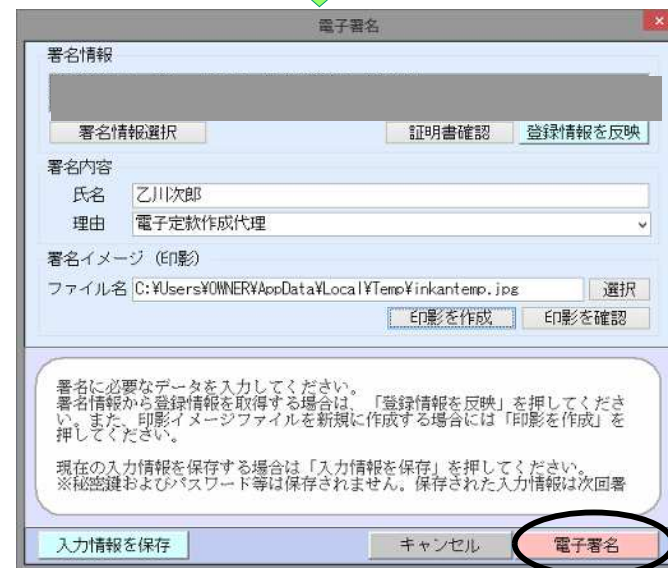 電子署名
署名情報
署名情報選択 証明書確認 登録情報を反映
署名内容
氏名 乙川次郎
理由 電子定款作成代理
署名イメージ（印影）
ファイル名 C:¥Users¥OWNER¥AppData¥Local¥Temp¥inkantemp.jpg 選択
印影を作成 印影を確認
署名に必要なデータを入力してください。
署名情報から登録情報を取得する場合は、「登録情報を反映」を押してくださ
い。また、印影イメージファイルを新規に作成する場合には「印影を作成」を
押してください。
現在の入力情報を保存する場合は「入力情報を保存」を押してください。
※秘密鍵およびパスワード等は保存されません。保存された入力情報は次回署
入力情報を保存 キャンセル 電子署名